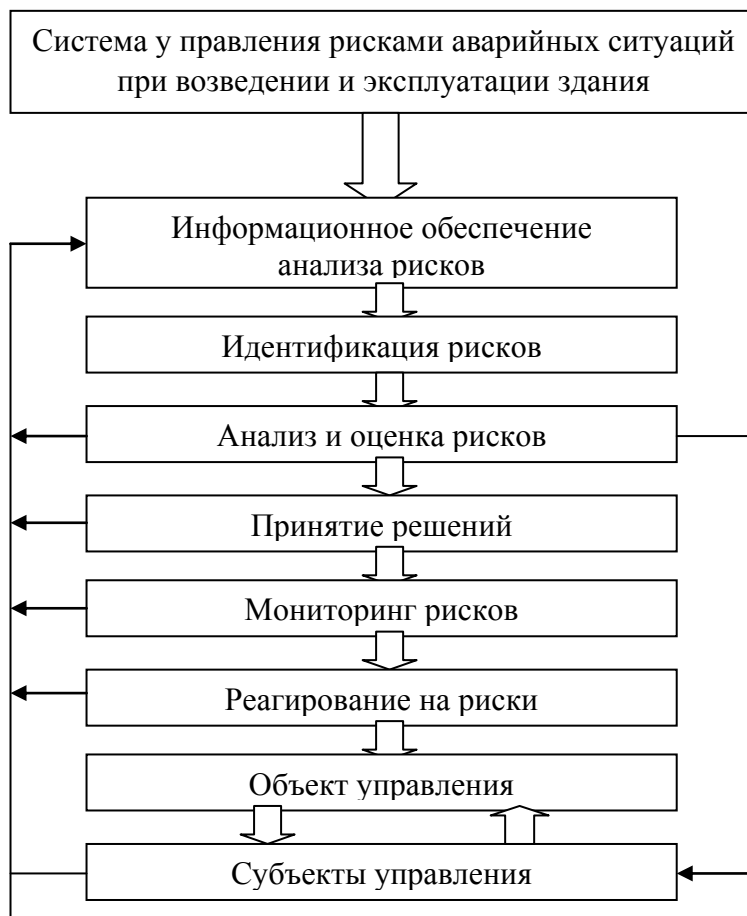 Система у правления рисками аварийных ситуаций
при возведении и эксплуатации здания
Информационное обеспечение
анализа рисков
Идентификация рисков
Анализ и оценка рисков
Принятие решений
Мониторинг рисков
Реагирование на риски
Объект управления
Субъекты управления